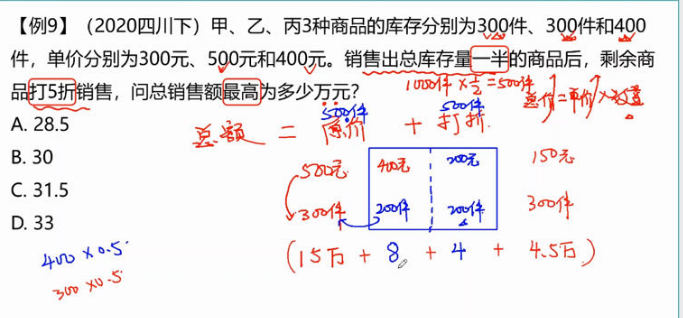 【例9】（2020四川下）甲、乙、丙3种商品的库存分别为300件、300件和400
件，单价分别为300元、500元和400元。销售出总库存量一半的商品后，剩余商
品打5折销售，问总销售额最高为多少万元？
1000件×½=500件
总价=单价×数量
A. 28.5
500件 500件
总额 = 原价 + 打折
B. 30
500元 400元 200元 150元
C. 31.5
300件 200件 200件 300件
D. 33
(15万 + 8 + 4 + 4.5万)
400×0.5
300×0.5